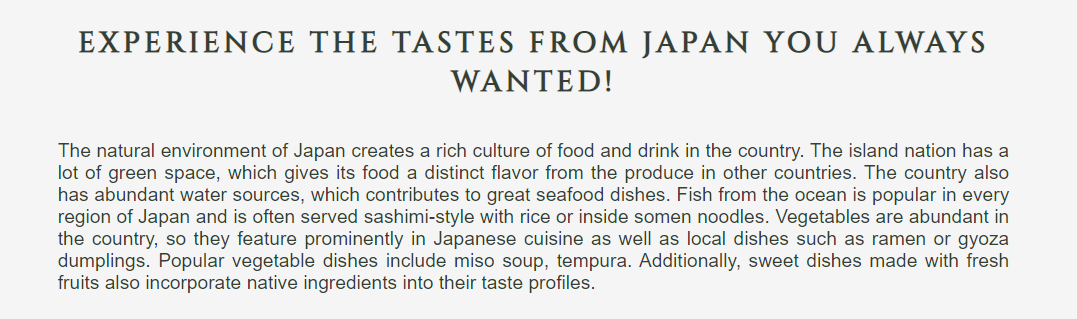 EXPERIENCE THE TASTES FROM JAPAN YOU ALWAYS
WANTED!
The natural environment of Japan creates a rich culture of food and drink in the country. The island nation has a
lot of green space, which gives its food a distinct flavor from the produce in other countries. The country also
has abundant water sources, which contributes to great seafood dishes. Fish from the ocean is popular in every
region of Japan and is often served sashimi-style with rice or inside somen noodles. Vegetables are abundant in
the country, so they feature prominently in Japanese cuisine as well as local dishes such as ramen or gyoza
dumplings. Popular vegetable dishes include miso soup, tempura. Additionally, sweet dishes made with fresh
fruits also incorporate native ingredients into their taste profiles.